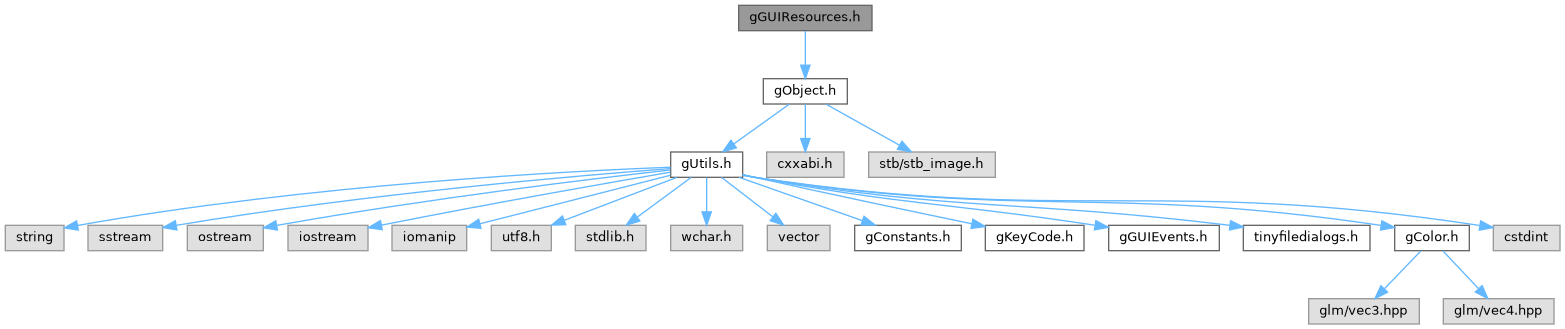 gGUIResources.h
gObject.h
gUtils.h
cxxabi.h
stb/stb_image.h
string
sstream
ostream
iostream
iomanip
utf8.h
stdlib.h
wchar.h
vector
gConstants.h
gKeyCode.h
gGUIEvents.h
tinyfiledialogs.h
gColor.h
cstdint
glm/vec3.hpp
glm/vec4.hpp